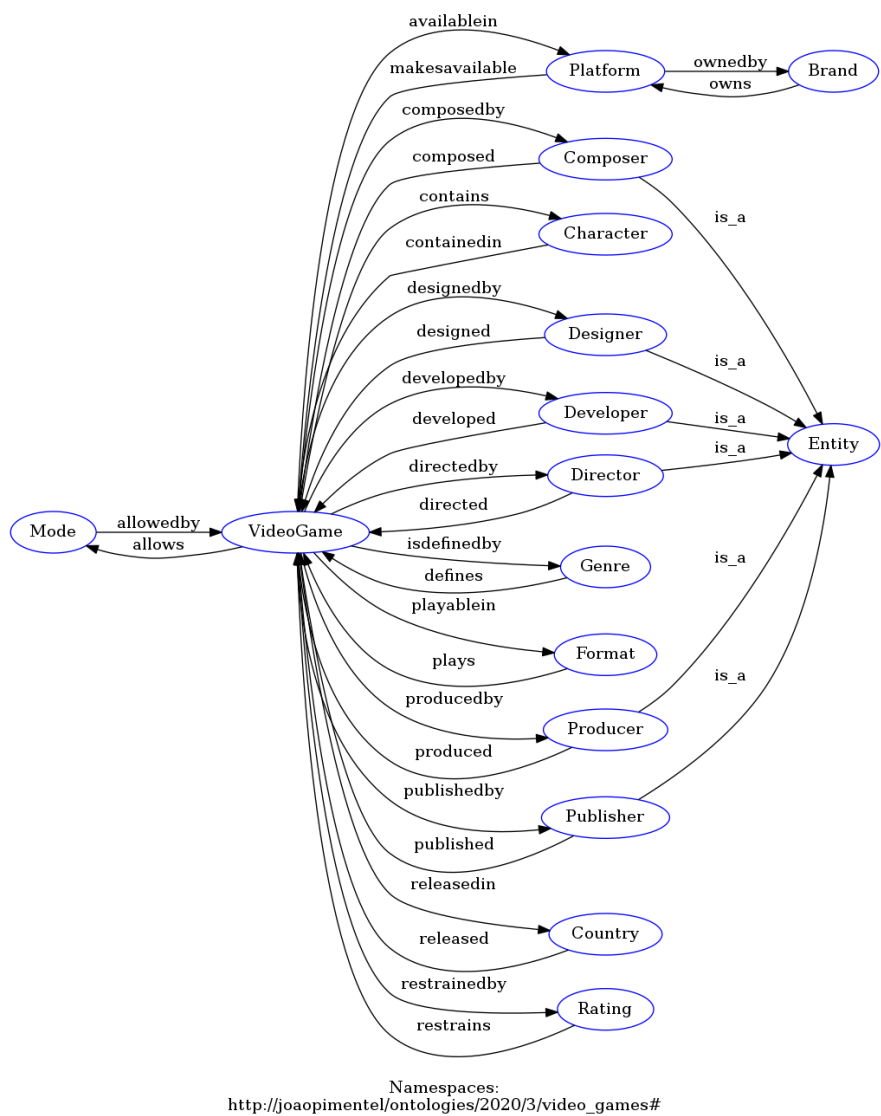 availablein
makesavailable
Platform
ownedby
owns
Brand
composedby
composed
Composer
is_a
contains
containedin
Character
designedby
designed
Designer
is_a
developedby
developed
Developer
is_a
Entity
directedby
directed
Director
is_a
Mode
allowedby
allows
VideoGame
isdefinedby
defines
Genre
is_a
playablein
plays
Format
is_a
producedby
produced
Producer
publishedby
published
Publisher
releasedin
released
Country
restrainedby
restrains
Rating
Namespaces:
http://joaopimentel/ontologies/2020/3/video_games#